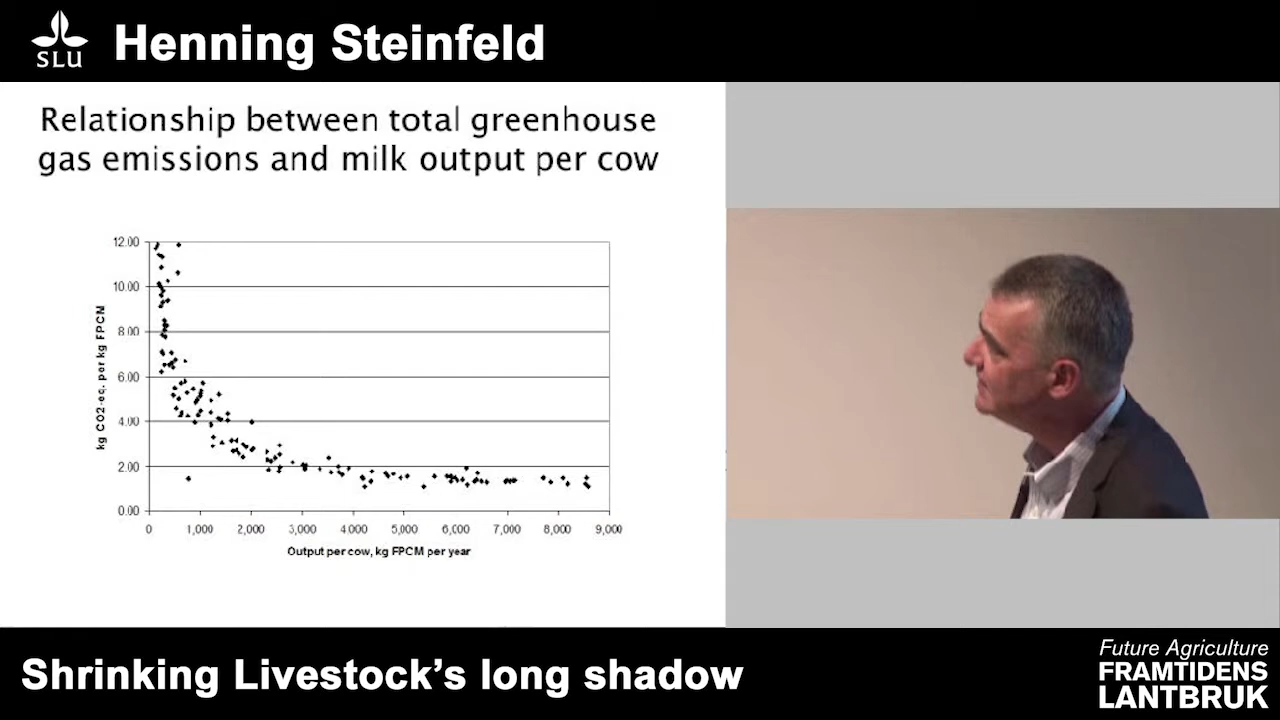 SLU
Henning Steinfeld
Relationship between total greenhouse
gas emissions and milk output per cow
12.00
10.00
8.00
6.00
4.00
2.00
0.00
kg CO2-eq. per kg FPCM
0 1,000 2,000 3,000 4,000 5,000 6,000 7,000 8,000 9,000
Output per cow, kg FPCM per year
Shrinking Livestock's long shadow
Future Agriculture
FRAMTIDENS
LANTBRUK